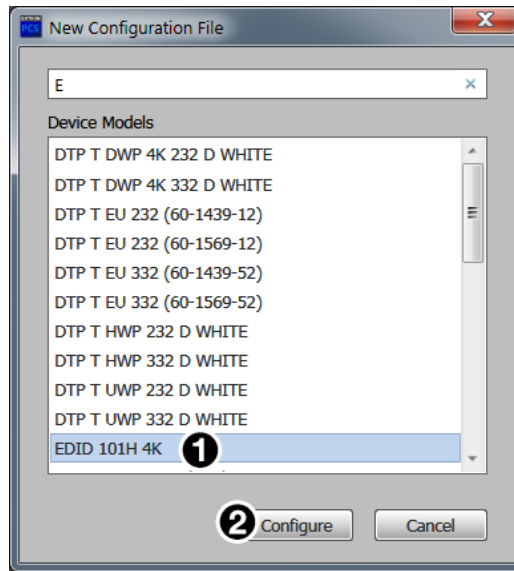 EXTRON
PCS
New Configuration File
E
Device Models
DTP T DWP 4K 232 D WHITE
DTP T DWP 4K 332 D WHITE
DTP T EU 232 (60-1439-12)
DTP T EU 232 (60-1569-12)
DTP T EU 332 (60-1439-52)
DTP T EU 332 (60-1569-52)
DTP T HWP 232 D WHITE
DTP T HWP 332 D WHITE
DTP T UWP 232 D WHITE
DTP T UWP 332 D WHITE
EDID 101H 4K 1
2 Configure Cancel